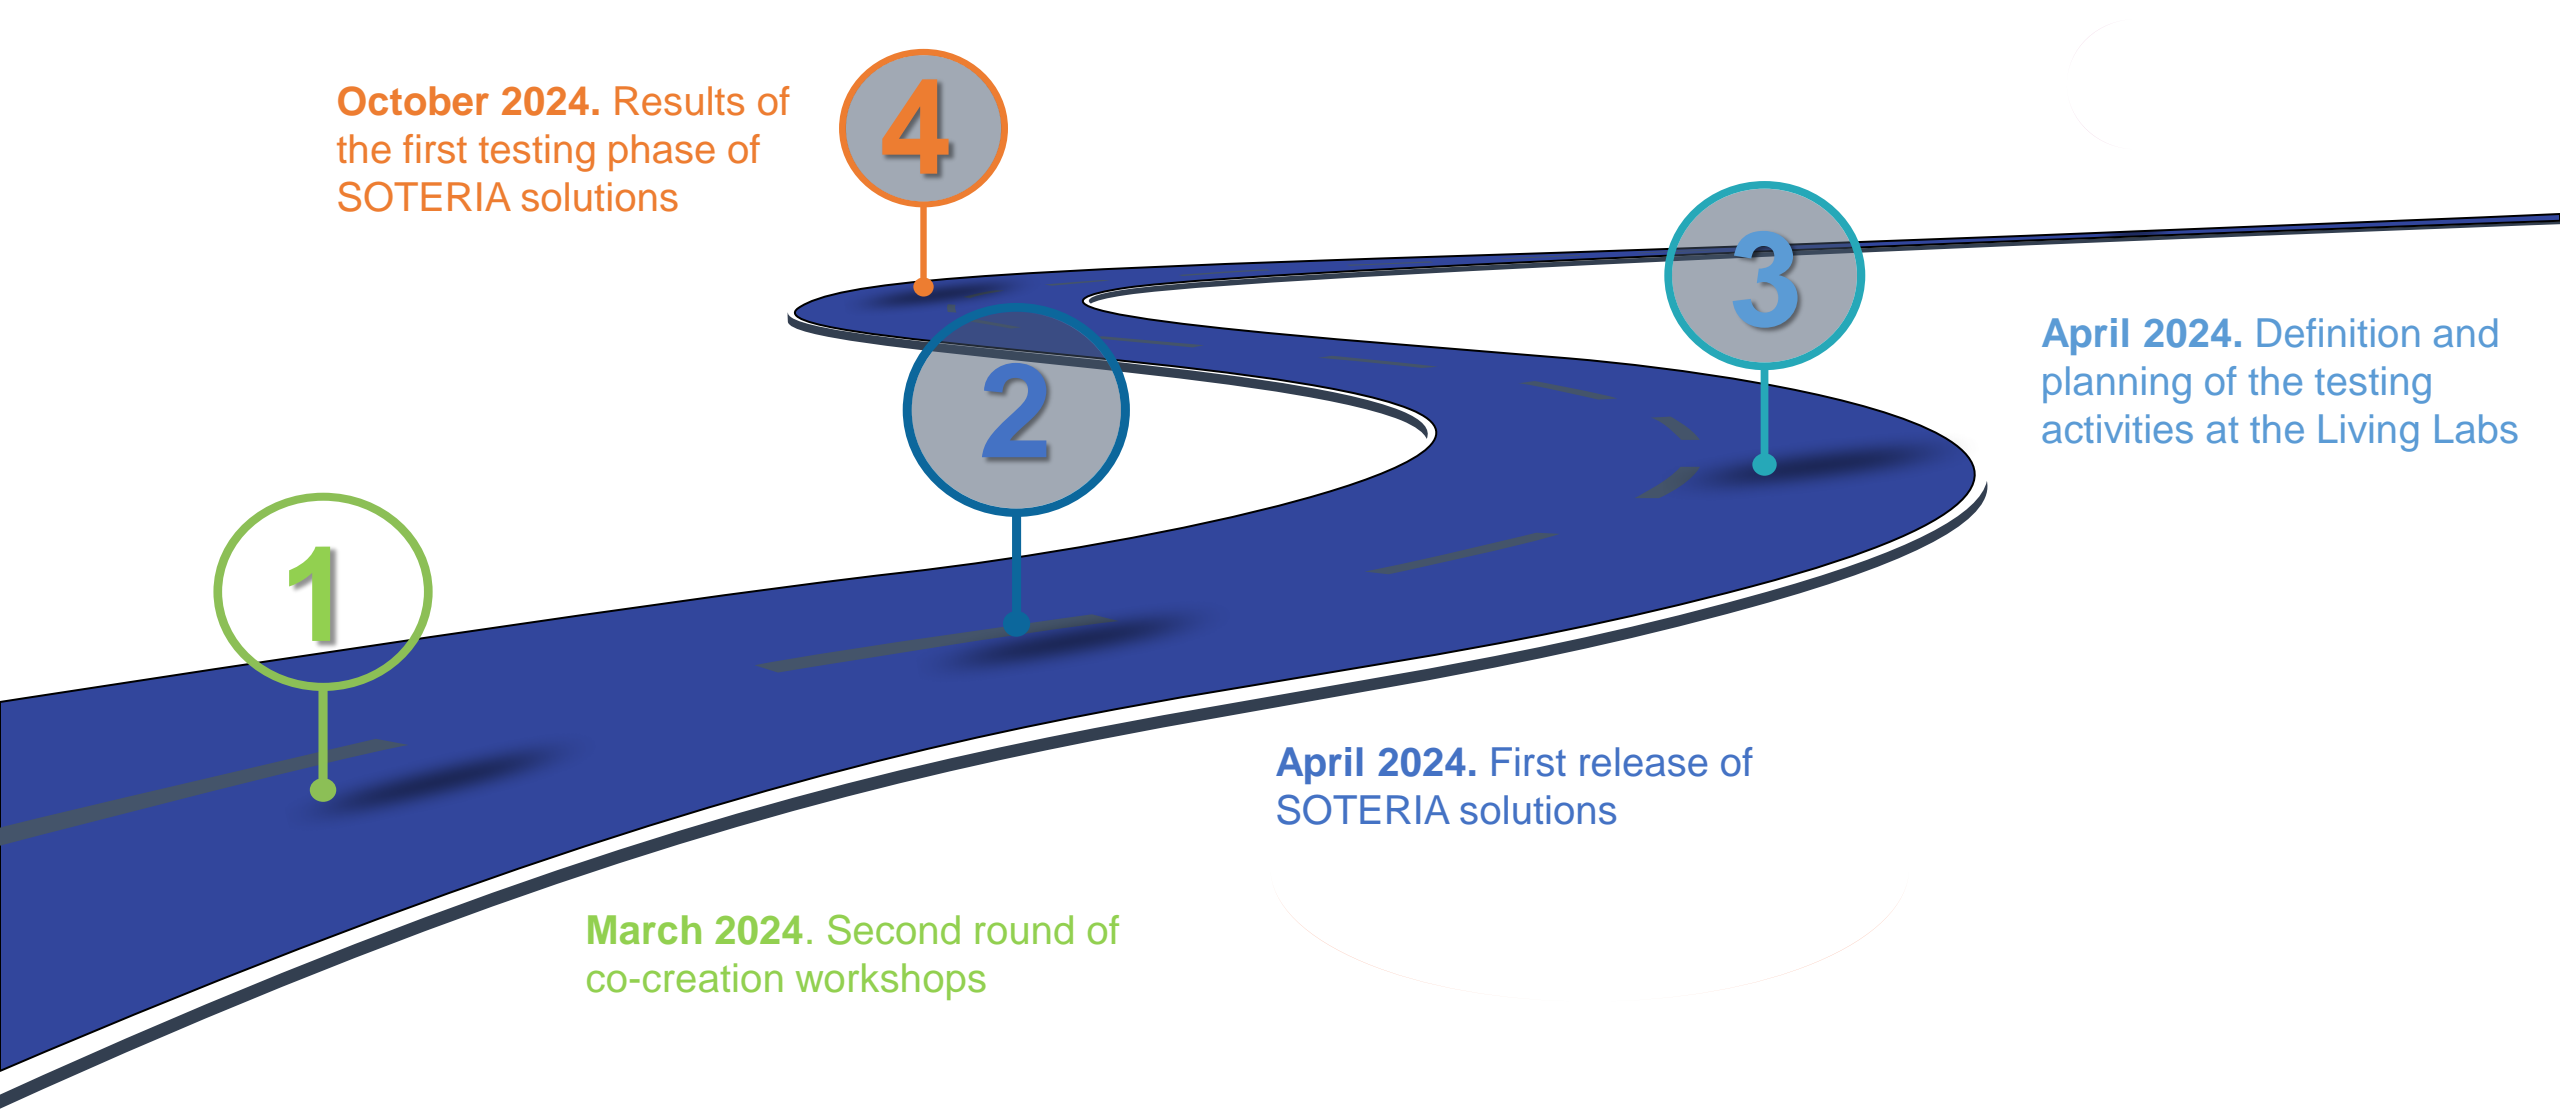 October 2024. Results of
the first testing phase of
SOTERIA solutions
4
3
April 2024. Definition and
planning of the testing
activities at the Living Labs
2
1
April 2024. First release of
SOTERIA solutions
March 2024. Second round of
co-creation workshops